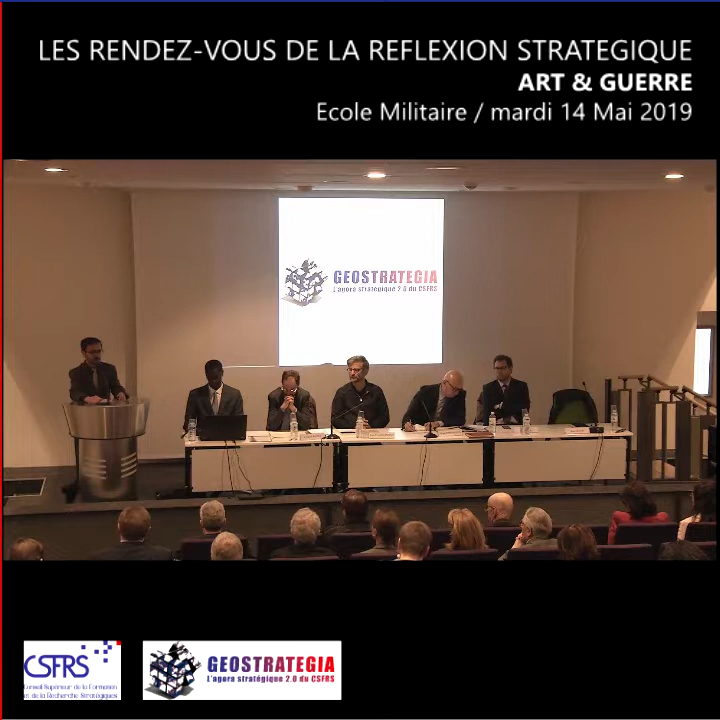 LES RENDEZ-VOUS DE LA REFLEXION STRATEGIQUE
ART & GUERRE
Ecole Militaire / mardi 14 Mai 2019
GEOSTRATEGIA
L'agora stratégique 2.0 du CSFRS
CSFRS
Conseil Supérieur de la Formation
et de la Recherche Stratégiques
GEOSTRATEGIA
L'agora stratégique 2.0 du CSFRS